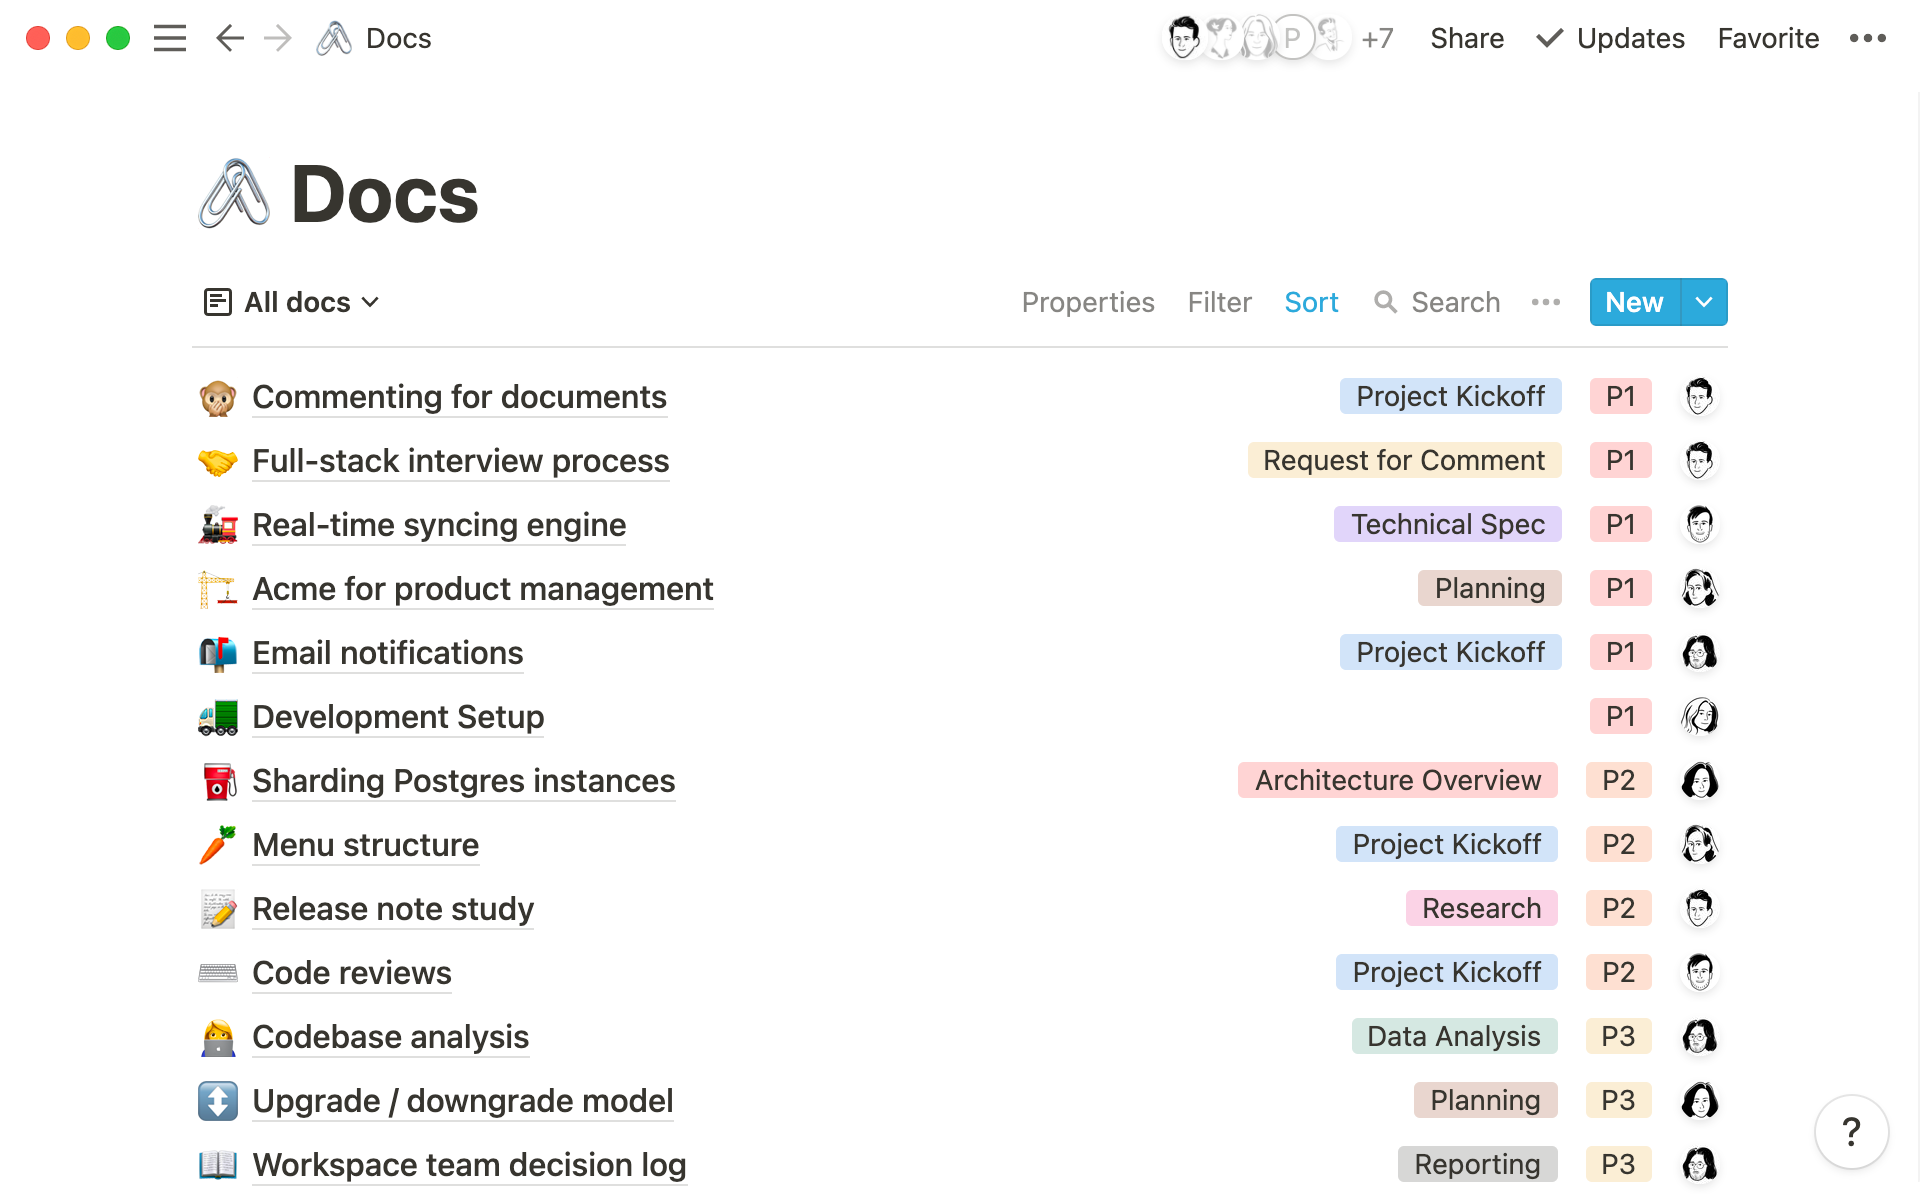 Docs
P +7 Share Updates Favorite
Docs
All docs Properties Filter Sort Search New
Commenting for documents Project Kickoff P1
Full-stack interview process Request for Comment P1
Real-time syncing engine Technical Spec P1
Acme for product management Planning P1
Email notifications Project Kickoff P1
Development Setup P1
Sharding Postgres instances Architecture Overview P2
Menu structure Project Kickoff P2
Release note study Research P2
Code reviews Project Kickoff P2
Codebase analysis Data Analysis P3
Upgrade / downgrade model Planning P3
Workspace team decision log Reporting P3
?